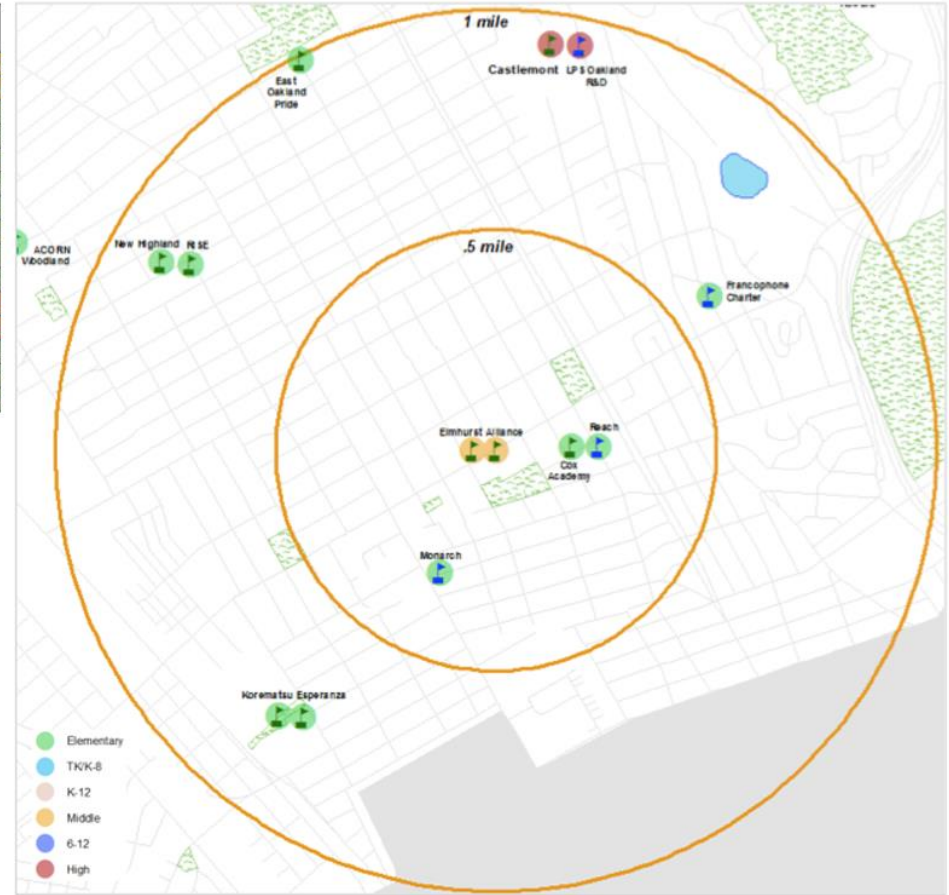 1 mile
Castlemont LPS Oakland
R&D
East
Oakland
Pride
New Highland RISE
ACORN
Woodland
.5 mile
Francophone
Charter
Elmhurst Alliance
Reach
Cox
Academy
Monarch
Korematsu Esperanza
Elementary
TK/K-8
K-12
Middle
6-12
High